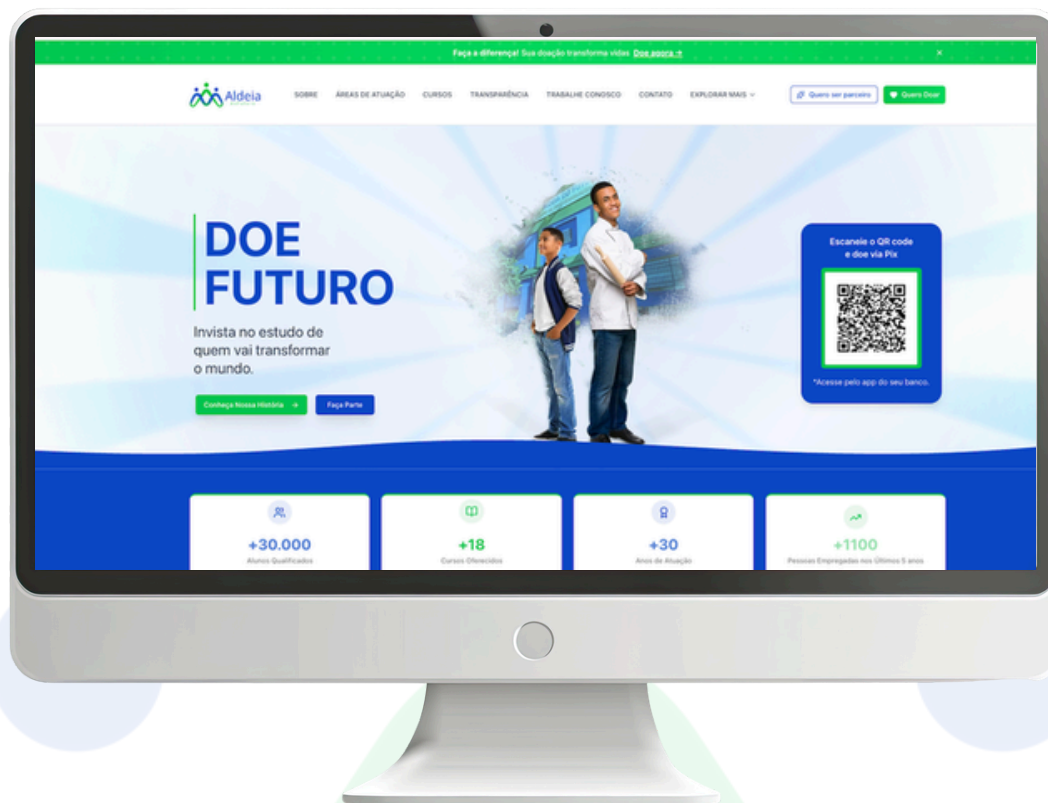 Faça a diferença! Sua doação transforma vidas Doe agora →
Aldeia
SOBRE ÁREAS DE ATUAÇÃO CURSOS TRANSPARÊNCIA TRABALHE CONOSCO CONTATO EXPLORAR MAIS
Quero ser parceiro
Quero Doar
DOE
FUTURO
Invista no estudo de
quem vai transformar
o mundo.
Conheça Nossa História →
Faça Parte
Escaneie o QR code
e doe via Pix
*Acesse pelo app do seu banco.
+30.000
Alunos Qualificados
+18
Cursos Oferecidos
+30
Anos de Atuação
+1100
Pessoas Empregadas nos Últimos 5 anos